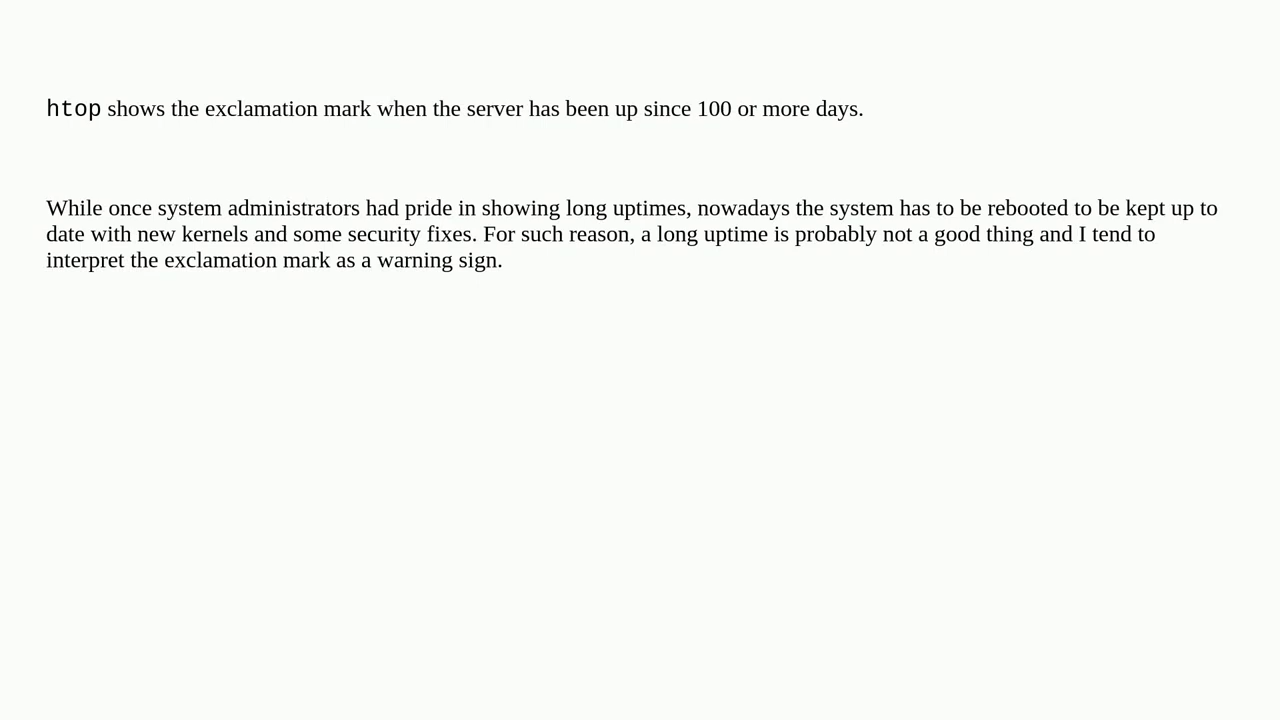 htop shows the exclamation mark when the server has been up since 100 or more days.
While once system administrators had pride in showing long uptimes, nowadays the system has to be rebooted to be kept up to
date with new kernels and some security fixes. For such reason, a long uptime is probably not a good thing and I tend to
interpret the exclamation mark as a warning sign.